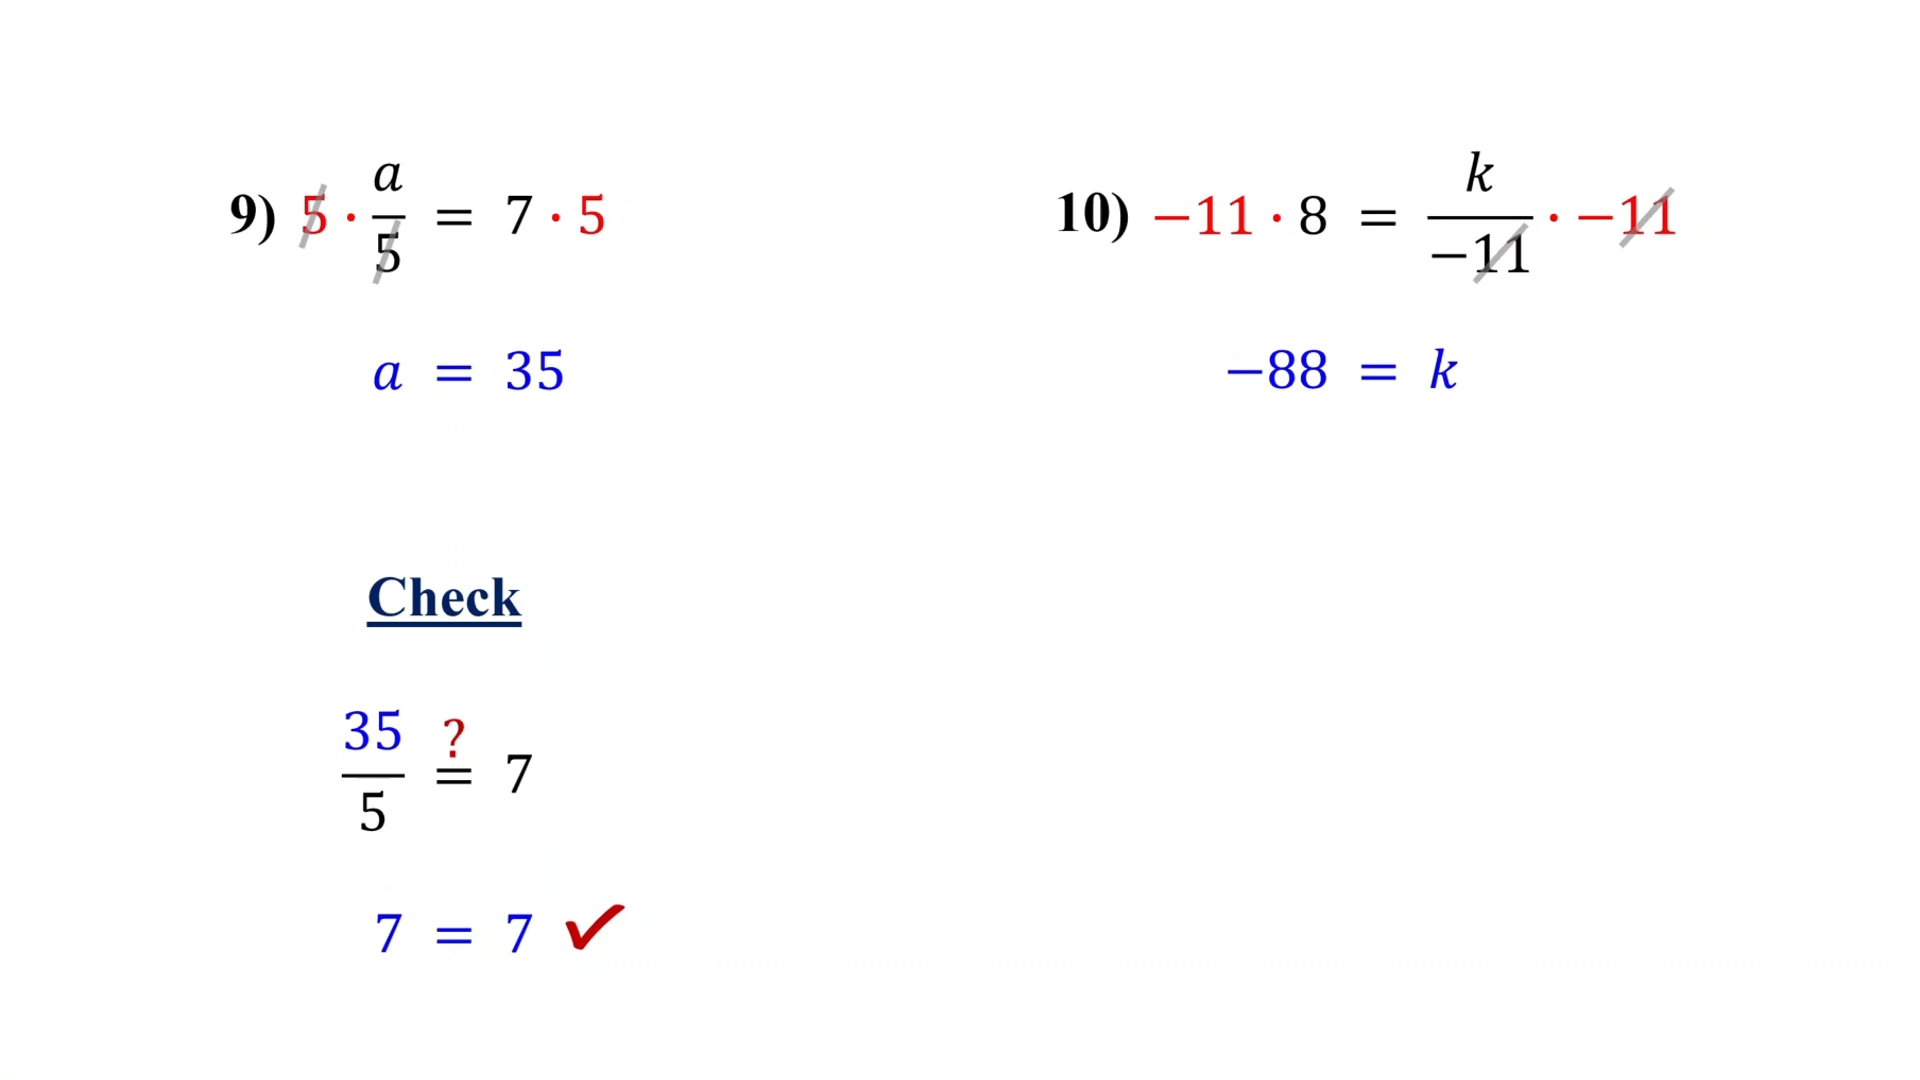 9) 5 · a/5 = 7 · 5
a = 35
Check
35/5 ≟ 7
7 = 7 ✓
10) −11 · 8 = k/−11 · −11
−88 = k